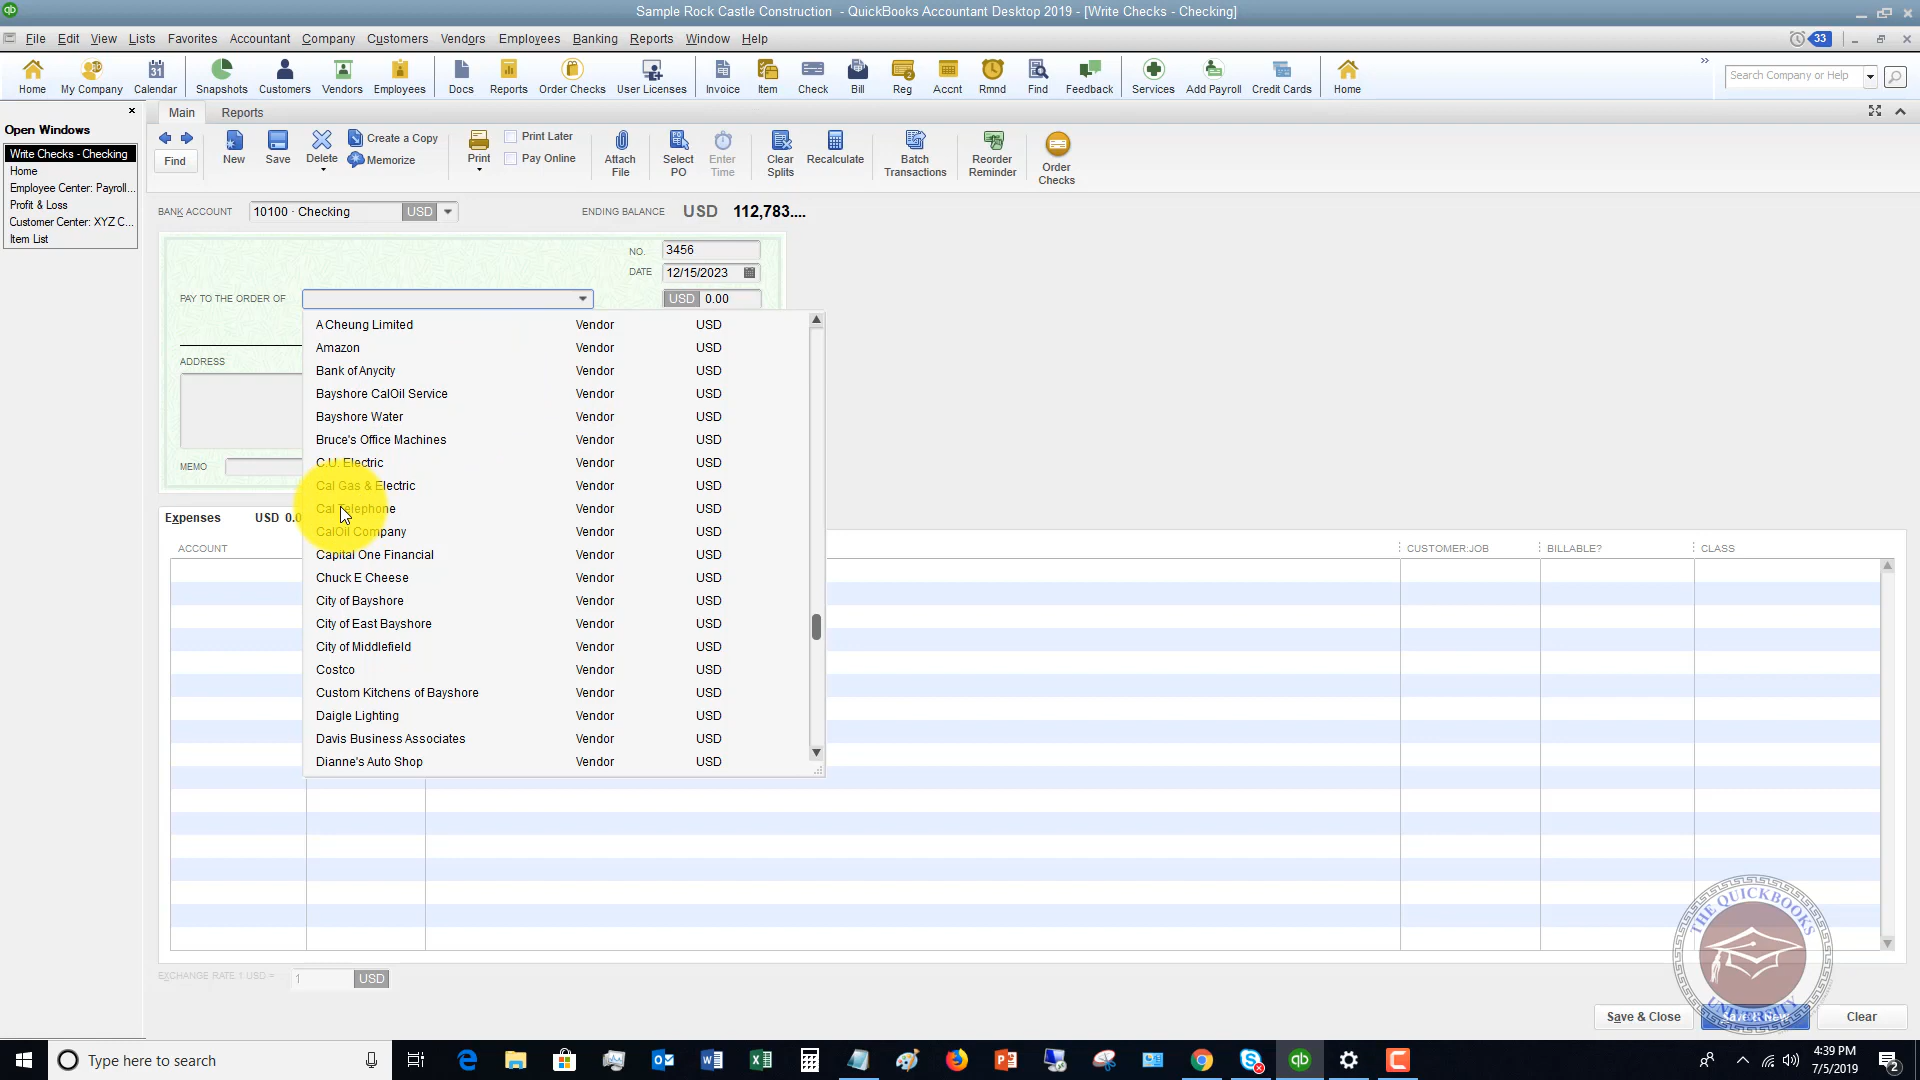 Sample Rock Castle Construction - QuickBooks Accountant Desktop 2019 - [Write Checks - Checking]
File Edit View Lists Favorites Accountant Company Customers Vendors Employees Banking Reports Window Help
33
Home My Company Calendar Snapshots Customers Vendors Employees Docs Reports Order Checks User Licenses Invoice Item Check Bill Reg Accnt Rmnd Find Feedback Services Add Payroll Credit Cards Home
Search Company or Help
Open Windows
Write Checks - Checking
Home
Employee Center: Payroll...
Profit & Loss
Customer Center: XYZ C...
Item List
Main Reports
Find
New
Save
Delete
Create a Copy
Memorize
Print
Print Later
Pay Online
Attach File
Select PO
Enter Time
Clear Splits
Recalculate
Batch Transactions
Reorder Reminder
Order Checks
BANK ACCOUNT 10100 · Checking USD ENDING BALANCE USD 112,783....
NO. 3456
DATE 12/15/2023
PAY TO THE ORDER OF USD 0.00
ADDRESS
MEMO
A Cheung Limited Vendor USD
Amazon Vendor USD
Bank of Anycity Vendor USD
Bayshore CalOil Service Vendor USD
Bayshore Water Vendor USD
Bruce's Office Machines Vendor USD
C.U. Electric Vendor USD
Cal Gas & Electric Vendor USD
Cal Telephone Vendor USD
CalOil Company Vendor USD
Capital One Financial Vendor USD
Chuck E Cheese Vendor USD
City of Bayshore Vendor USD
City of East Bayshore Vendor USD
City of Middlefield Vendor USD
Costco Vendor USD
Custom Kitchens of Bayshore Vendor USD
Daigle Lighting Vendor USD
Davis Business Associates Vendor USD
Dianne's Auto Shop Vendor USD
Expenses USD 0.0
ACCOUNT CUSTOMER:JOB BILLABLE? CLASS
EXCHANGE RATE 1 USD = 1 USD
THE QUICKBOOKS UNIVERSITY
Save & Close Clear
Type here to search
4:39 PM
7/5/2019
2